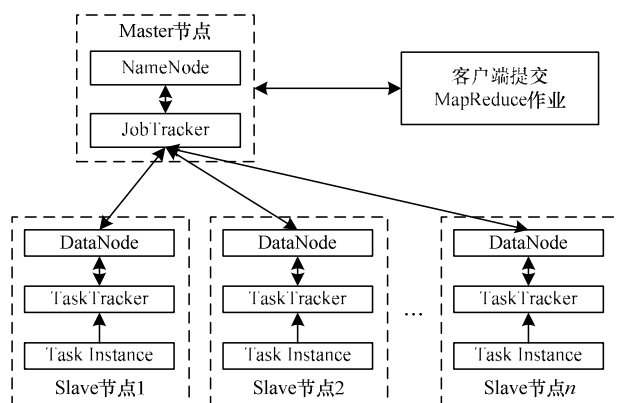 Master节点
NameNode
JobTracker
客户端提交
MapReduce作业
DataNode
TaskTracker
Task Instance
Slave节点1
DataNode
TaskTracker
Task Instance
Slave节点2
…
DataNode
TaskTracker
Task Instance
Slave节点n